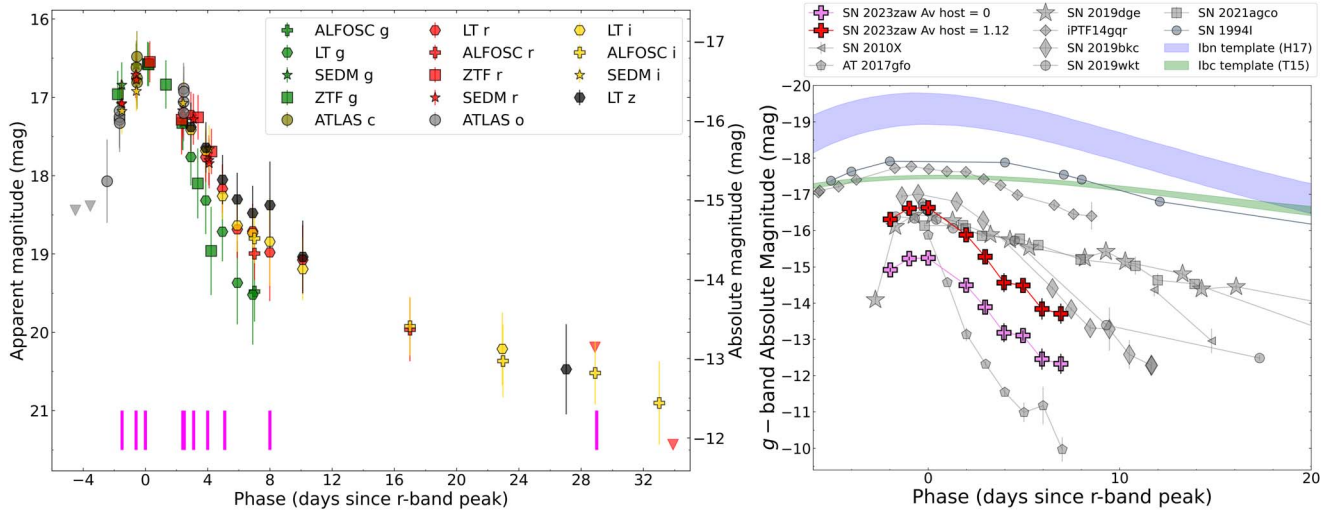 ALFOSC g
LT g
SEDM g
ZTF g
ATLAS c
LT r
ALFOSC r
ZTF r
SEDM r
ATLAS o
LT i
ALFOSC i
SEDM i
LT z
16
17
18
19
20
21
Apparent magnitude (mag)
−17
−16
−15
−14
−13
−12
Absolute magnitude (mag)
−4 0 4 8 12 16 20 24 28 32
Phase (days since r-band peak)
SN 2023zaw Av host = 0
SN 2023zaw Av host = 1.12
SN 2010X
AT 2017gfo
SN 2019dge
iPTF14gqr
SN 2019bkc
SN 2019wkt
SN 2021agco
SN 1994I
Ibn template (H17)
Ibc template (T15)
−20
−19
−18
−17
−16
−15
−14
−13
−12
−11
−10
g − band Absolute Magnitude (mag)
0 10 20
Phase (days since r-band peak)